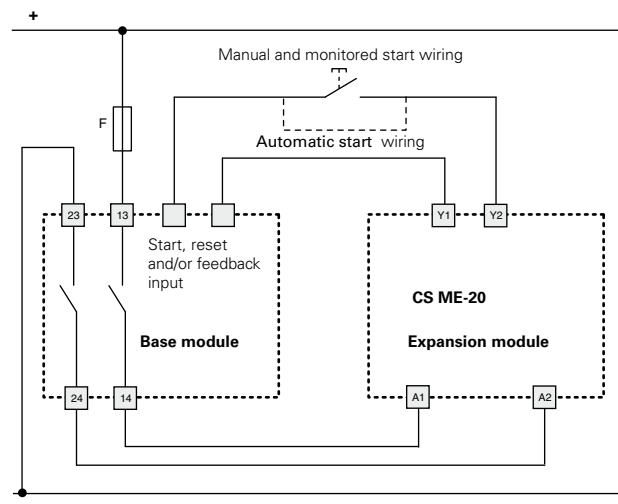 +
Manual and monitored start wiring
F
Automatic start wiring
23
13
Y1
Y2
Start, reset
and/or feedback
input
CS ME-20
Base module
Expansion module
24
14
A1
A2